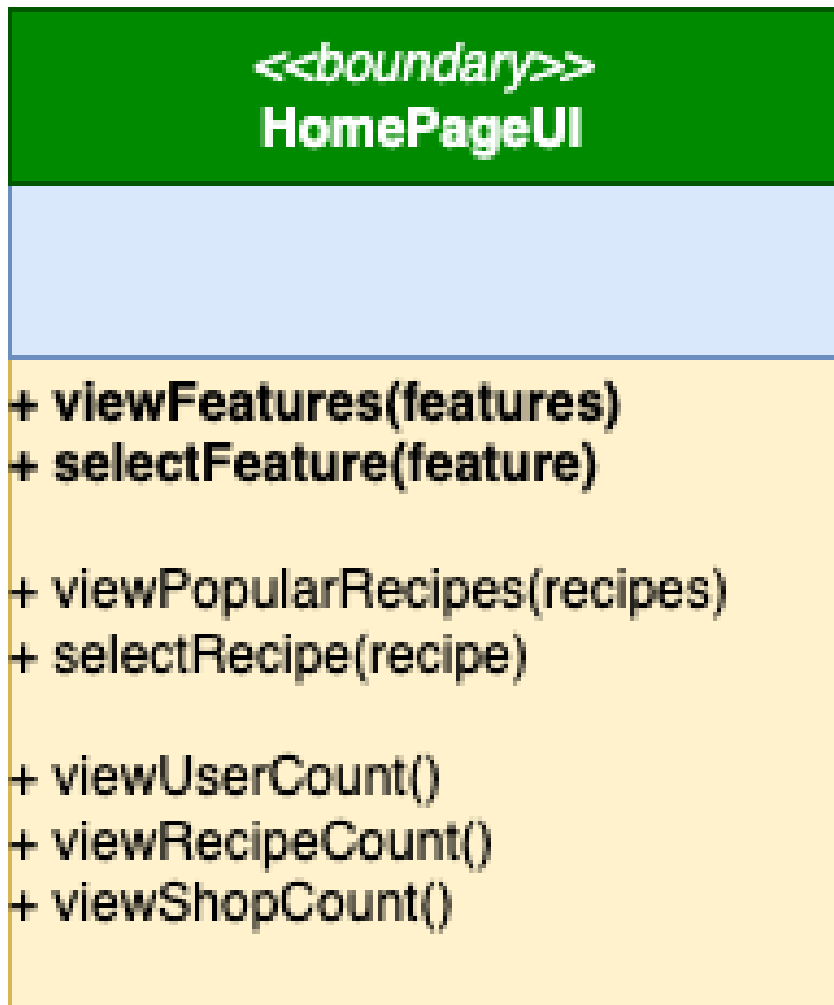 <<boundary>>
HomePageUI
+ viewFeatures(features)
+ selectFeature(feature)
+ viewPopularRecipes(recipes)
+ selectRecipe(recipe)
+ viewUserCount()
+ viewRecipeCount()
+ viewShopCount()